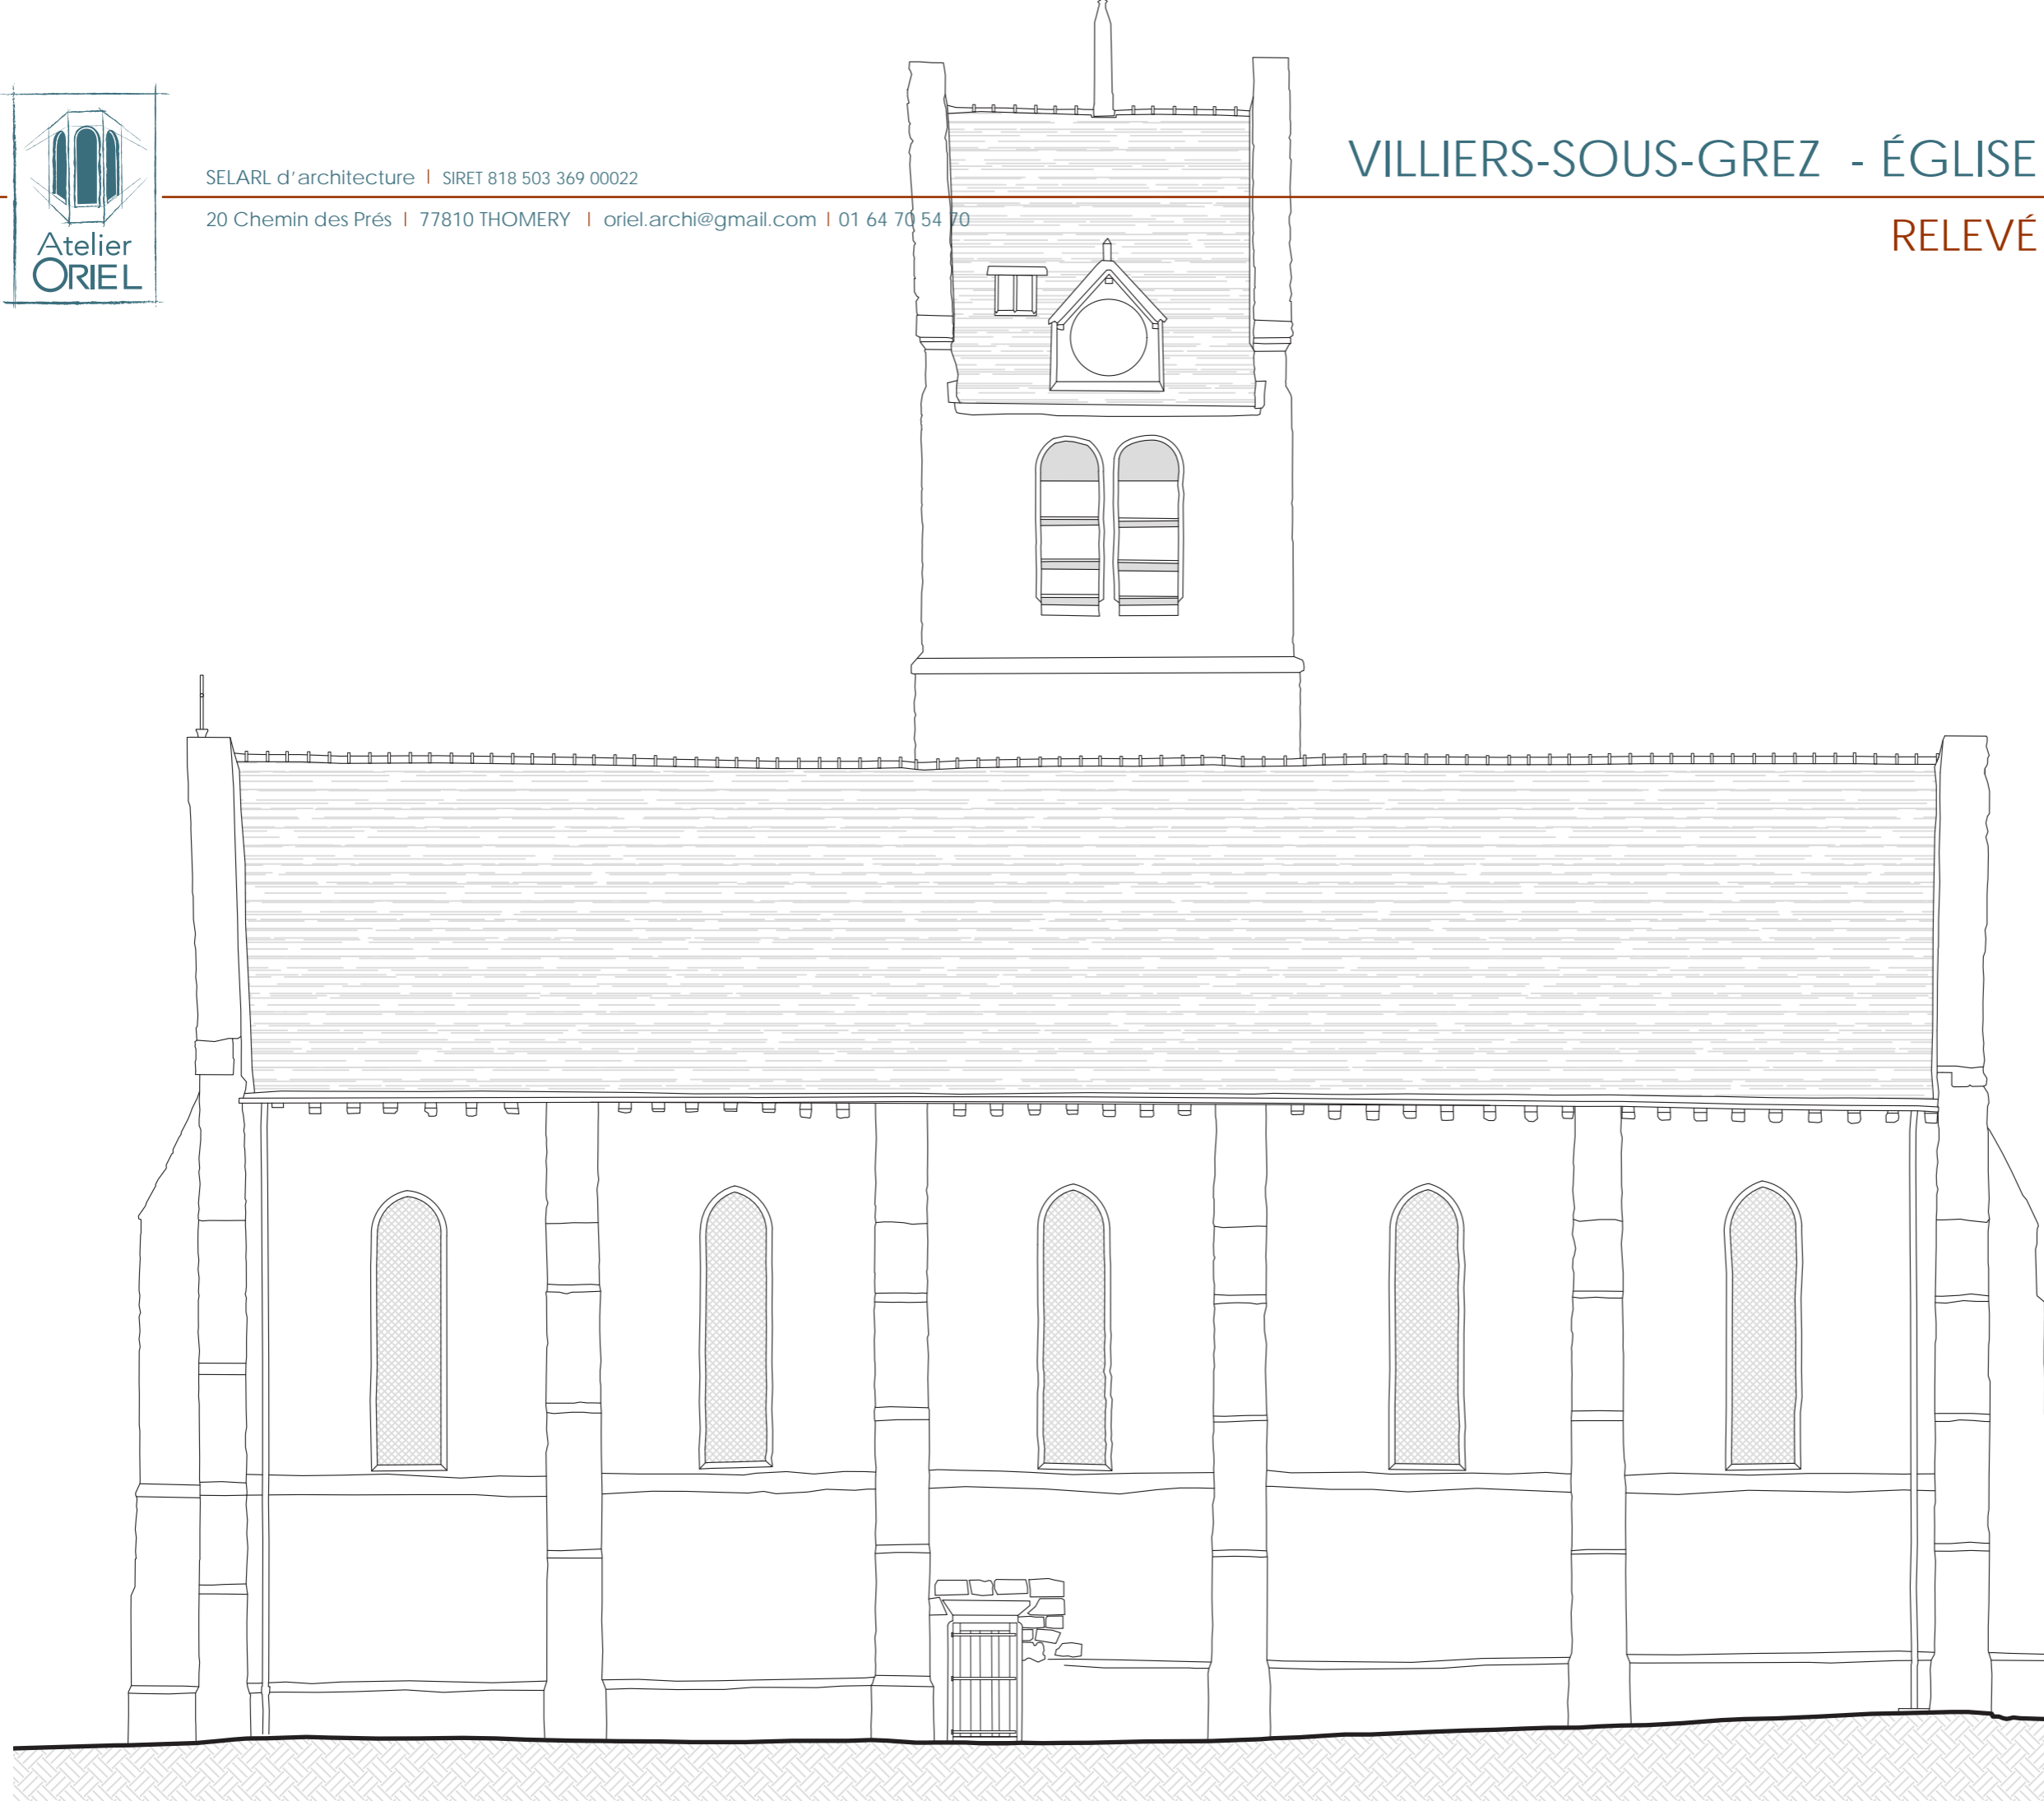 Atelier
ORIEL
SELARL d'architecture | SIRET 818 503 369 00022
20 Chemin des Prés | 77810 THOMERY | oriel.archi@gmail.com | 01 64 70 54 70
VILLIERS-SOUS-GREZ - ÉGLISE
RELEVÉ